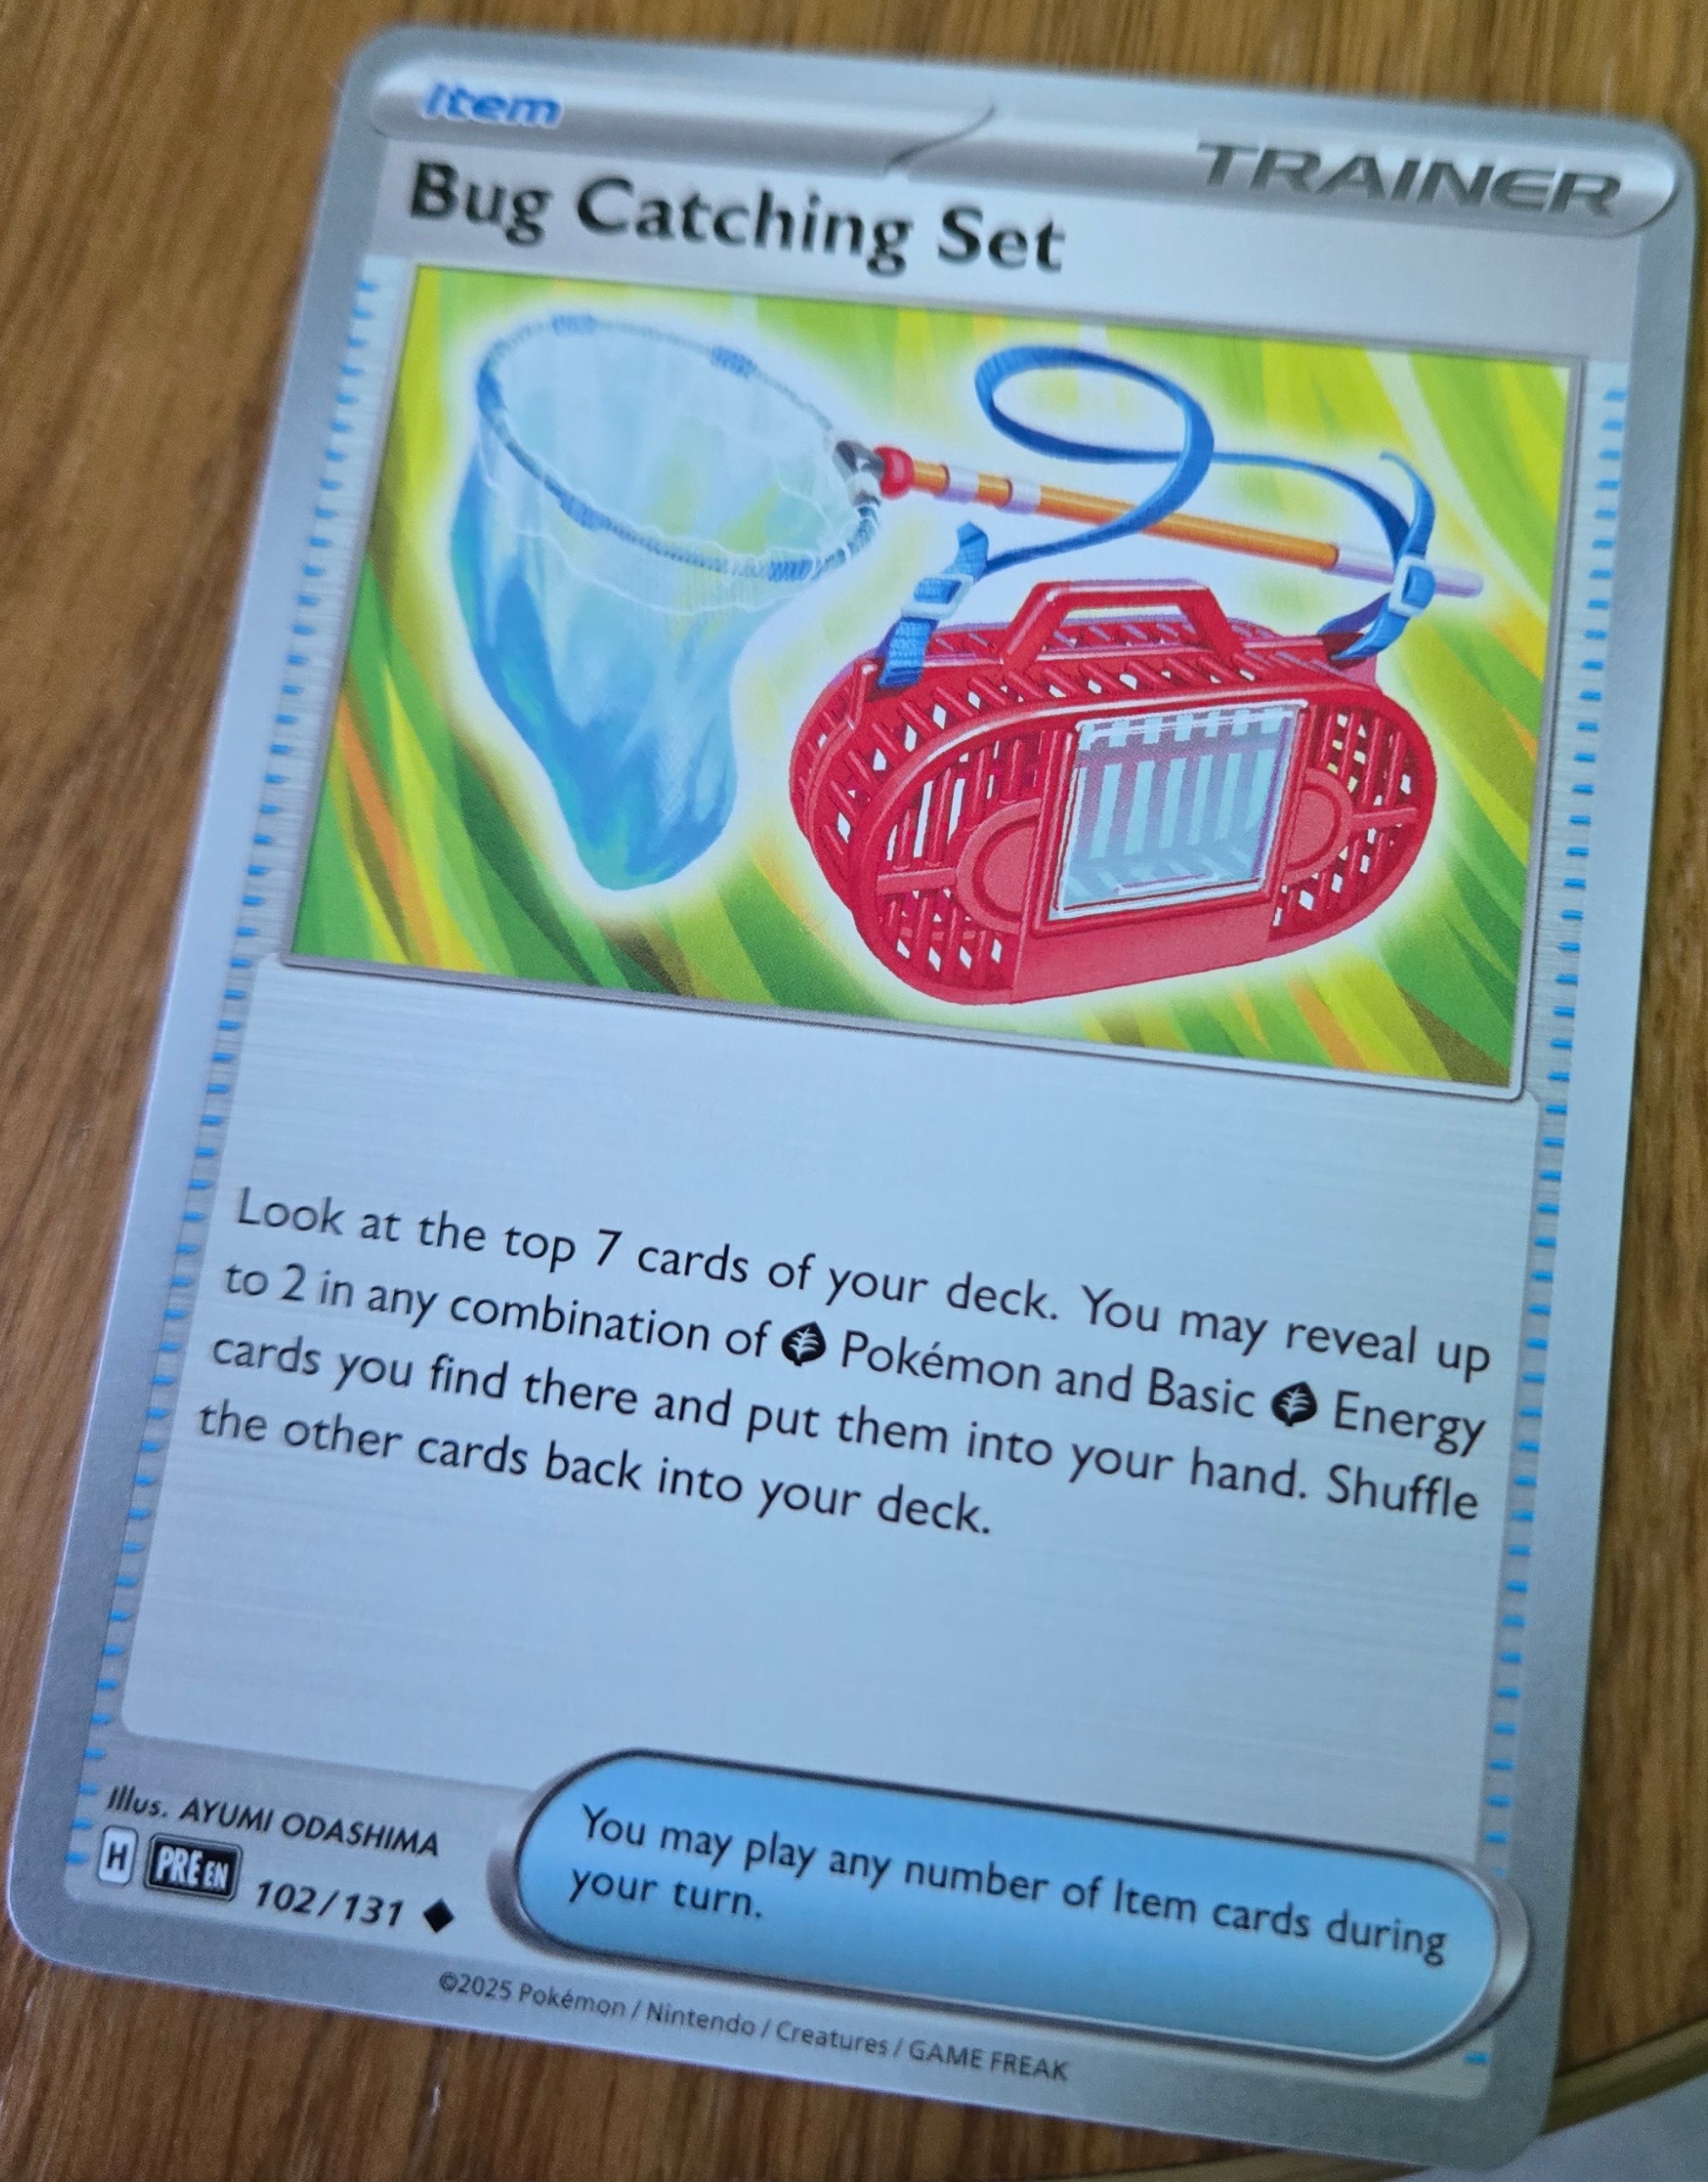 Item
TRAINER
Bug Catching Set
Look at the top 7 cards of your deck. You may reveal up
to 2 in any combination of Pokémon and Basic Energy
cards you find there and put them into your hand. Shuffle
the other cards back into your deck.
Illus. AYUMI ODASHIMA
H PRE EN 102/131
You may play any number of Item cards during
your turn.
©2025 Pokémon / Nintendo / Creatures / GAME FREAK